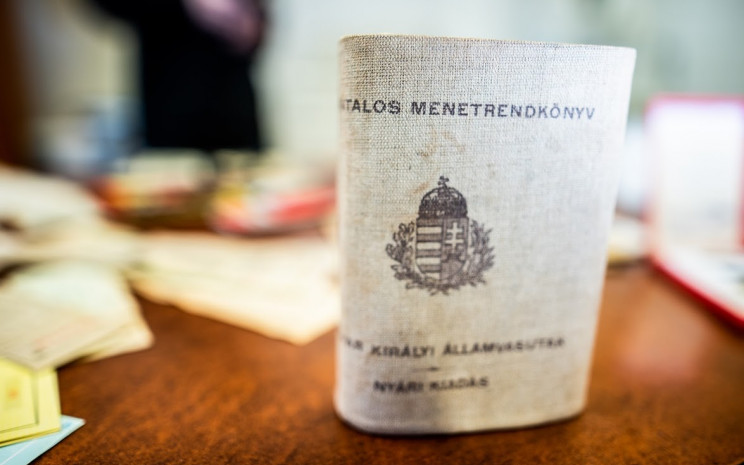 TALOS MENETRENDKÖNYV
KIRÁLYI ÁLLAMVASUTAK
NYÁRI KIADÁS